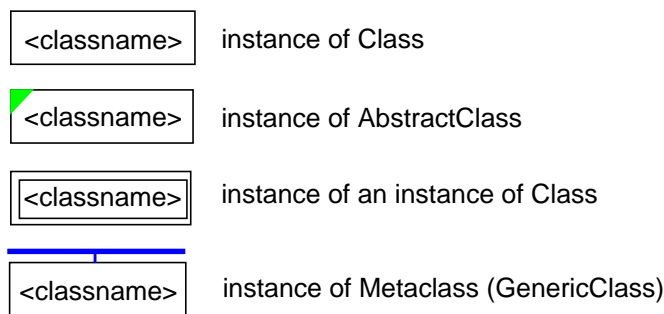 <classname> instance of Class
<classname> instance of AbstractClass
<classname> instance of an instance of Class
<classname> instance of Metaclass (GenericClass)